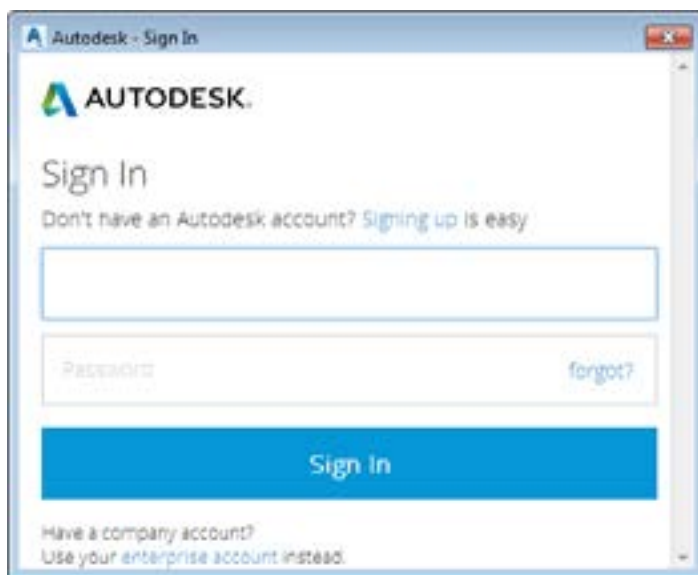 Autodesk - Sign In
AUTODESK.
Sign In
Don't have an Autodesk account? Signing up is easy
Password
forgot?
Sign In
Have a company account?
Use your enterprise account instead.